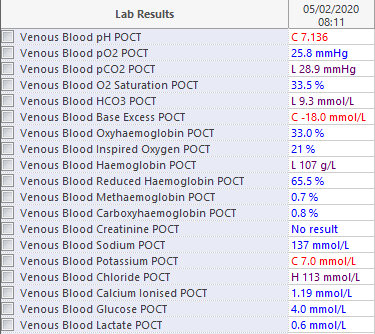 Lab Results
05/02/2020
08:11
Venous Blood pH POCT C 7,136
Venous Blood pO2 POCT 25.8 mmHg
Venous Blood pCO2 POCT L 28.9 mmHg
Venous Blood O2 Saturation POCT 33.5 %
Venous Blood HCO3 POCT L 9.3 mmol/L
Venous Blood Base Excess POCT C -18.0 mmol/L
Venous Blood Oxyhaemoglobin POCT 33.0 %
Venous Blood Inspired Oxygen POCT 21 %
Venous Blood Haemoglobin POCT L 107 g/L
Venous Blood Reduced Haemoglobin POCT 65.5 %
Venous Blood Methaemoglobin POCT 0.7 %
Venous Blood Carboxyhaemoglobin POCT 0.8 %
Venous Blood Creatinine POCT No result
Venous Blood Sodium POCT 137 mmol/L
Venous Blood Potassium POCT C 7,0 mmol/L
Venous Blood Chloride POCT H 113 mmol/L
Venous Blood Calcium Ionised POCT 1.19 mmol/L
Venous Blood Glucose POCT 4.0 mmol/L
Venous Blood Lactate POCT 0.6 mmol/L